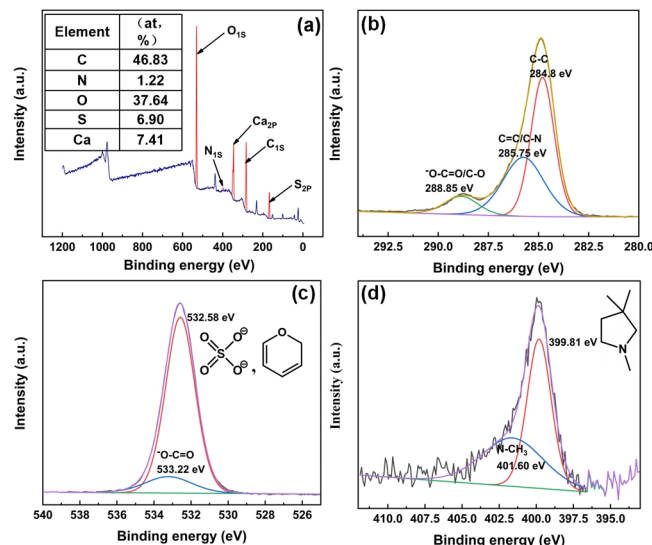 Element (at, %)
C 46.83
N 1.22
O 37.64
S 6.90
Ca 7.41
(a)
O1S
Ca2P
N1S
C1S
S2P
Intensity (a.u.)
1200 1000 800 600 400 200 0
Binding energy (eV)
(b)
C-C
284.8 eV
C=C/C-N
285.75 eV
-O-C=O/C-O
288.85 eV
Intensity (a.u.)
290.0 287.5 285.0 282.5 280.0
Binding energy (eV)
(c)
532.58 eV
O O⊖
S
O O⊖ , O
-O-C=O
533.22 eV
Intensity (a.u.)
540 538 536 534 532 530 528 526
Binding energy (eV)
(d)
399.81 eV
N
N-CH3
401.60 eV
Intensity (a.u.)
410.0 407.5 405.0 402.5 400.0 397.5 395.0
Binding energy (eV)